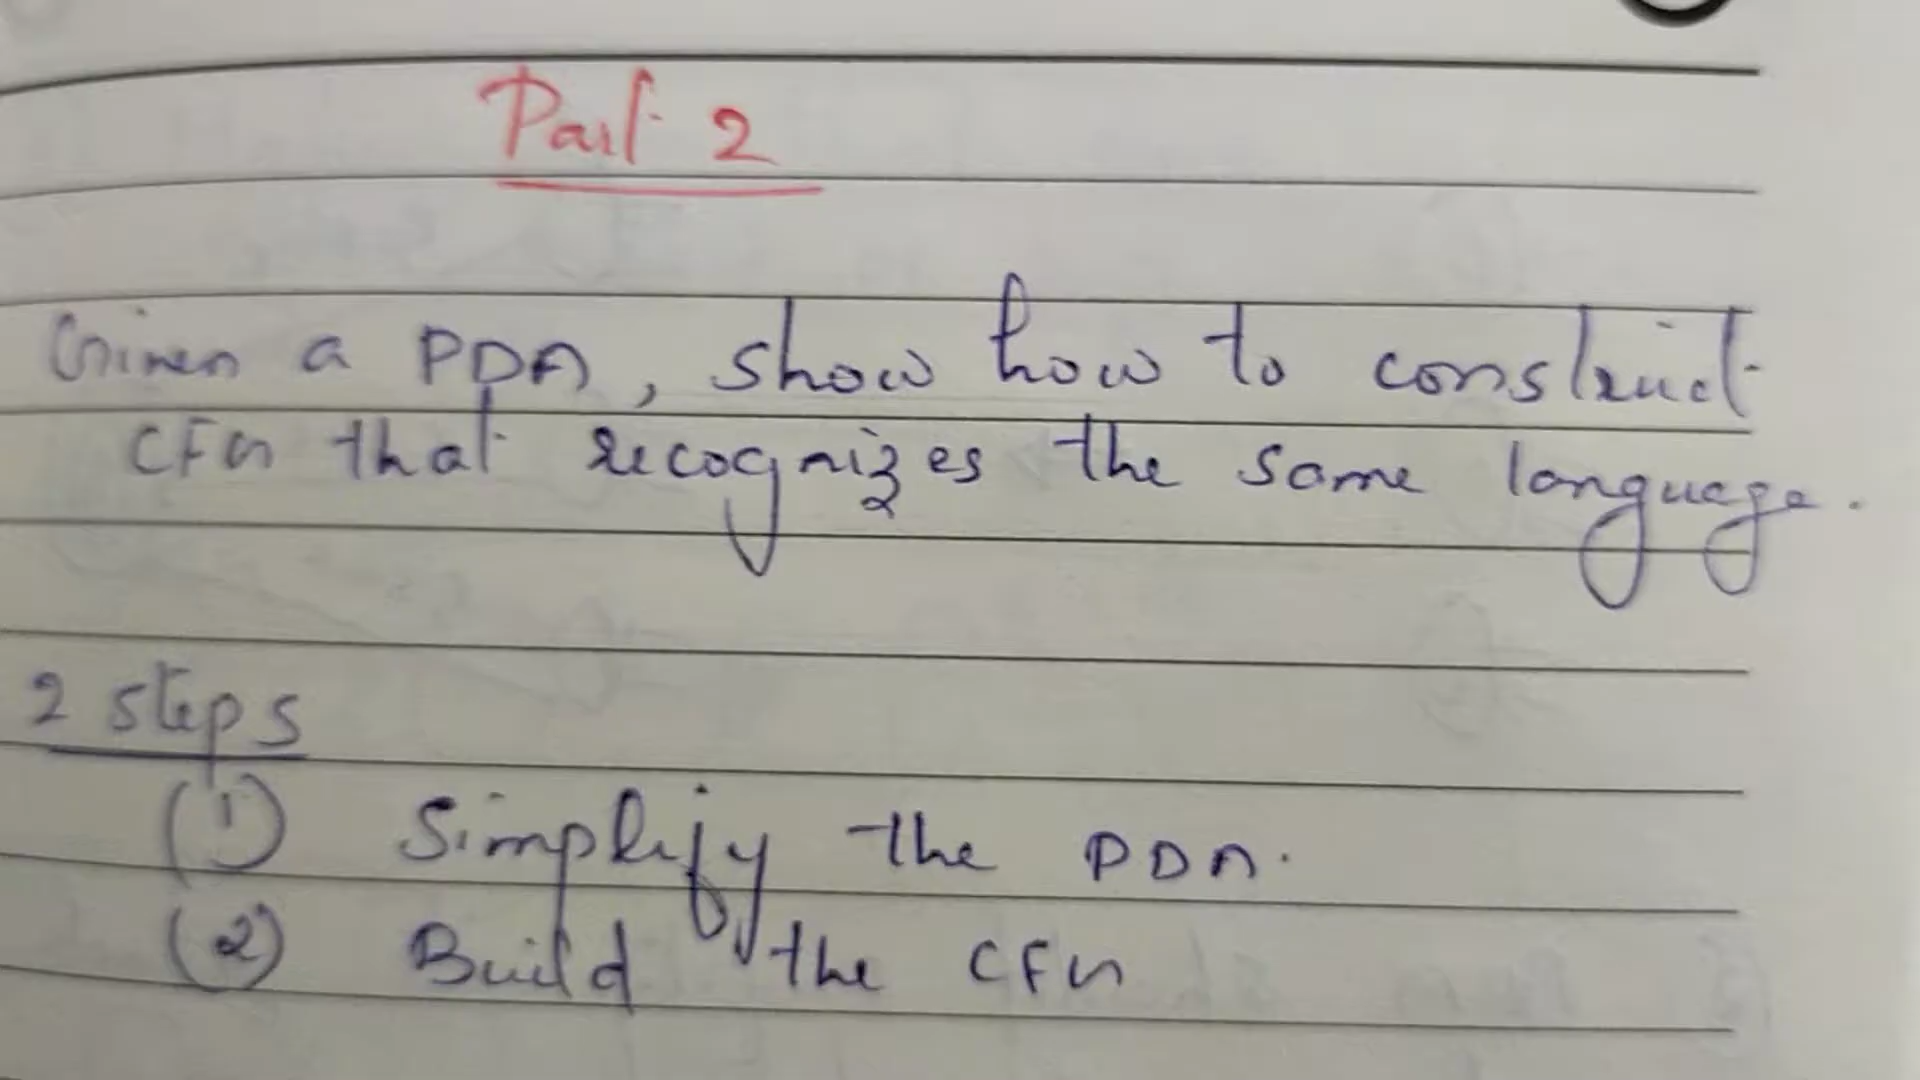 Part 2
Given a PDA, show how to construct
CFG that recognizes the same language.
2 steps
(1) Simplify the PDA.
(2) Build the CFG